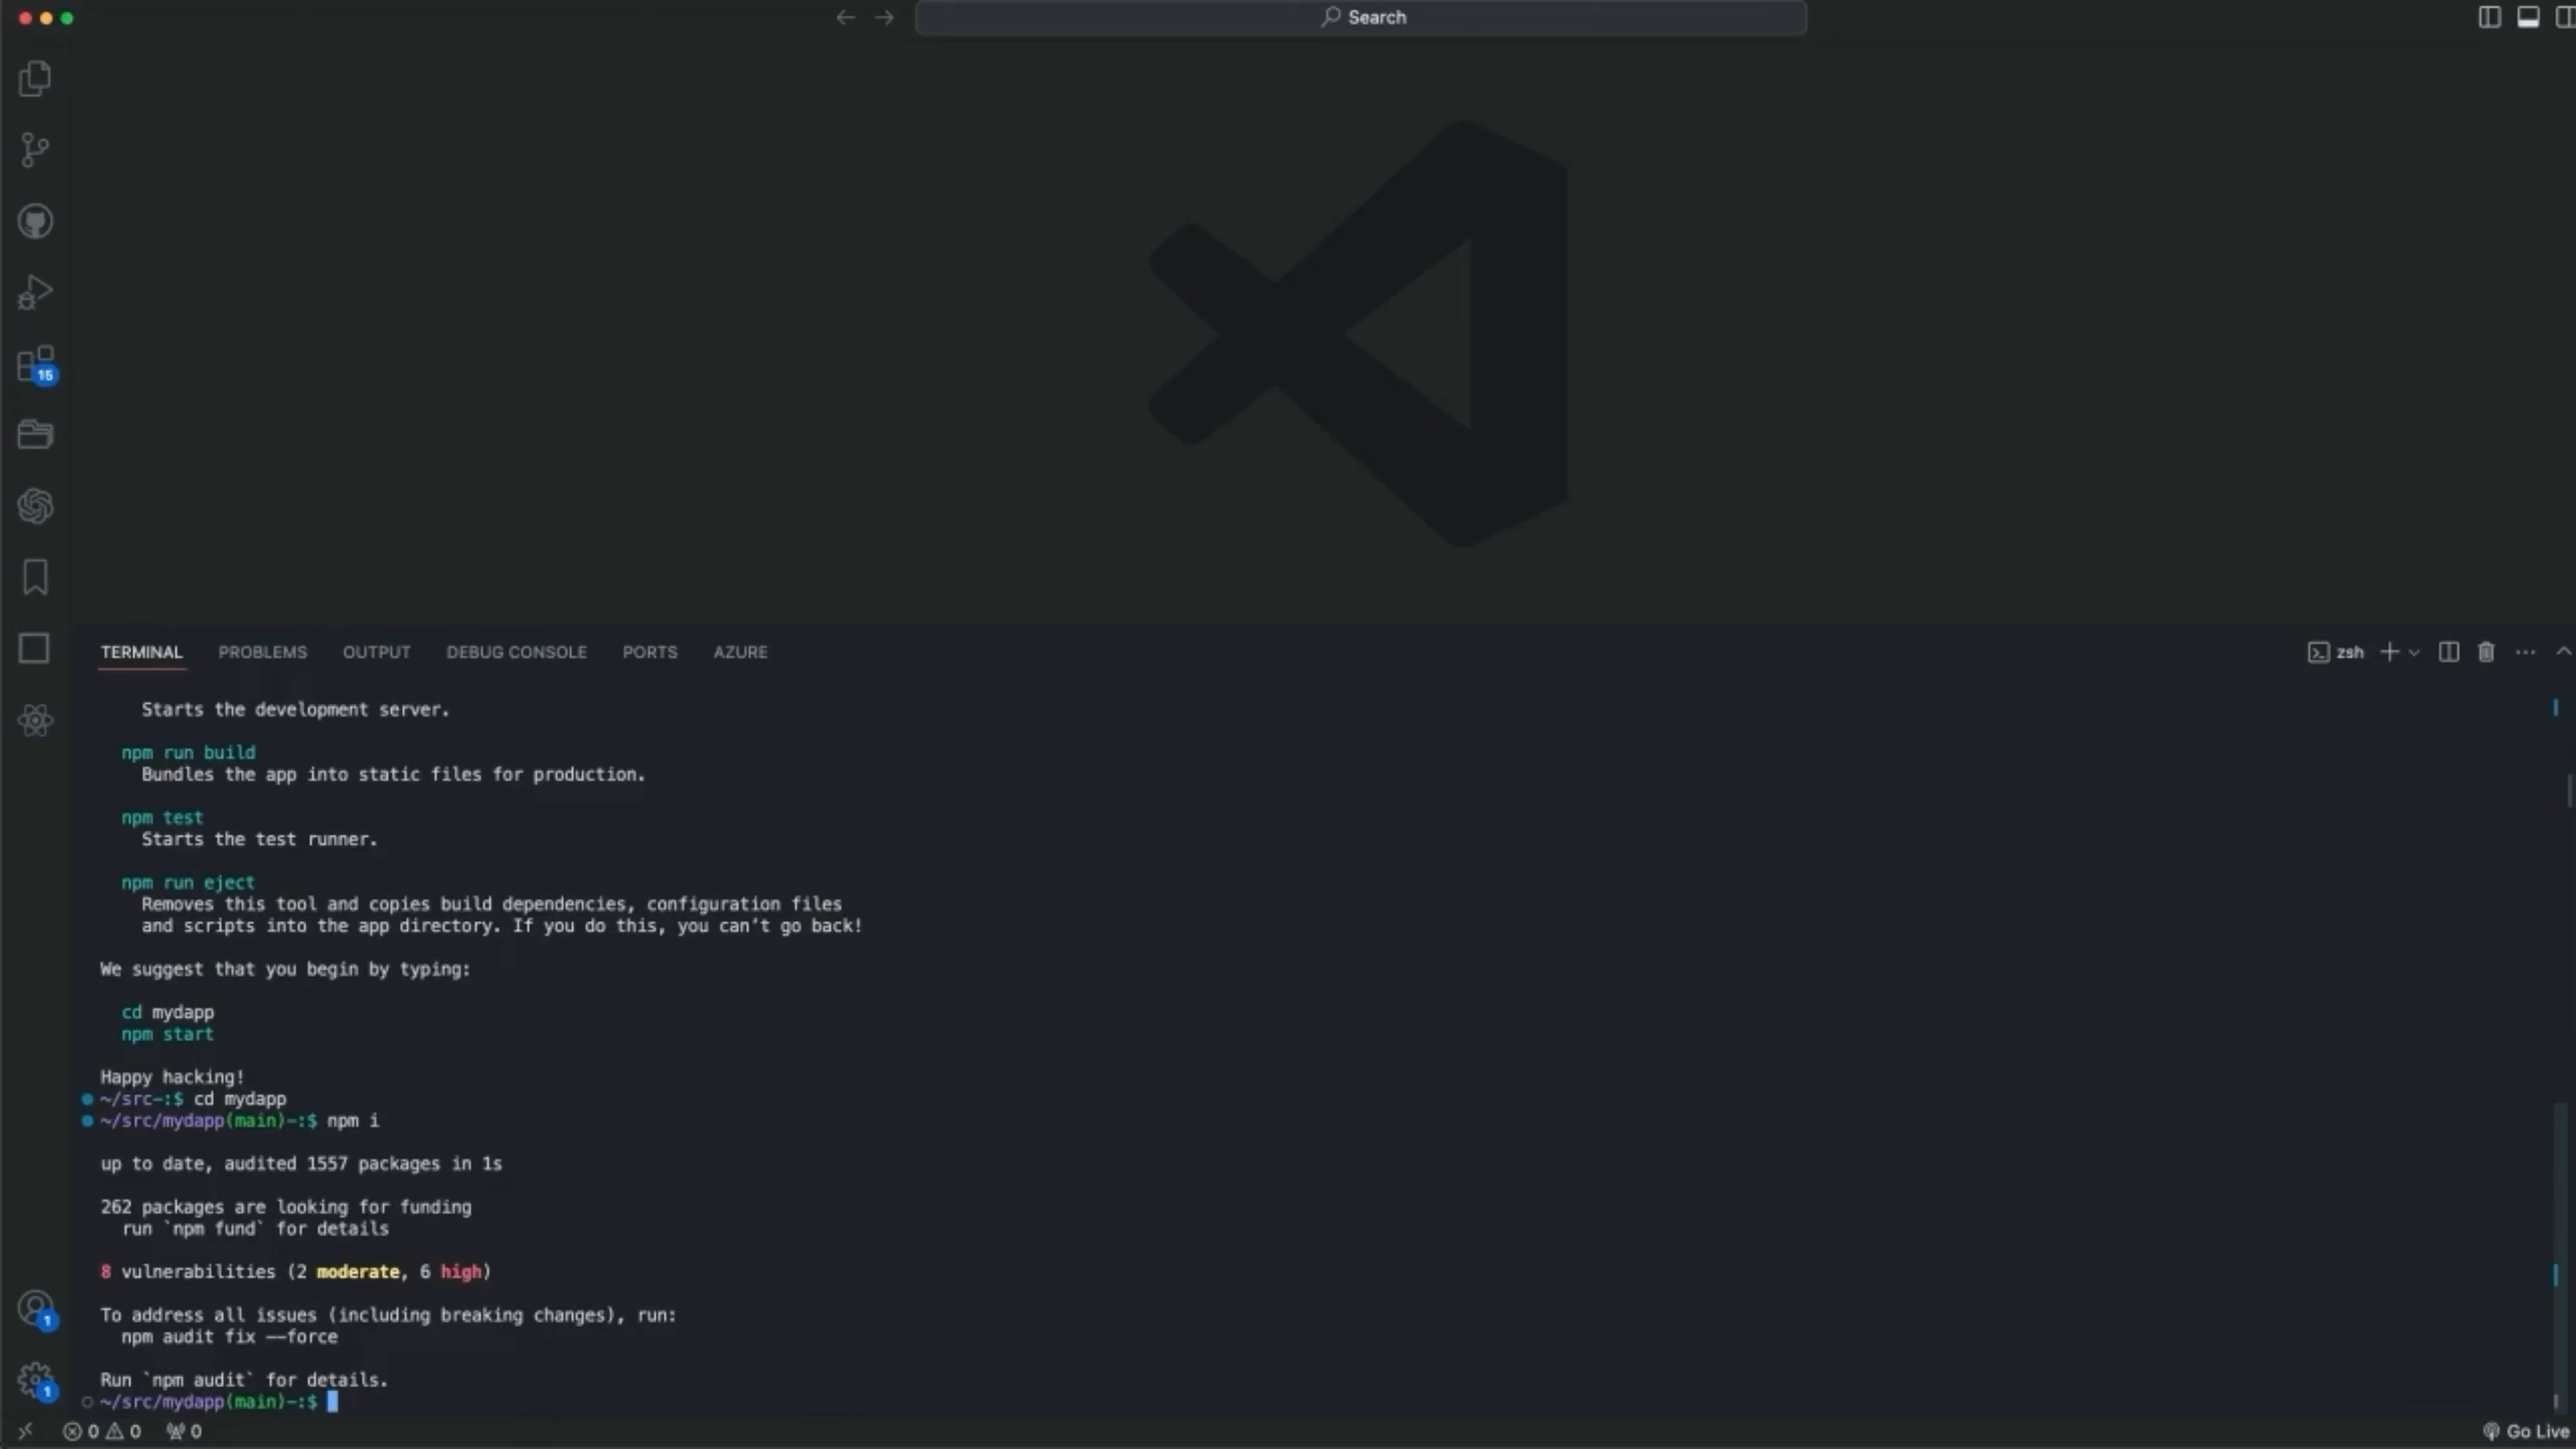 Search
15
TERMINAL PROBLEMS OUTPUT DEBUG CONSOLE PORTS AZURE
zsh
Starts the development server.
npm run build
Bundles the app into static files for production.
npm test
Starts the test runner.
npm run eject
Removes this tool and copies build dependencies, configuration files
and scripts into the app directory. If you do this, you can't go back!
We suggest that you begin by typing:
cd mydapp
npm start
Happy hacking!
~/src-:$ cd mydapp
~/src/mydapp(main)-:$ npm i
up to date, audited 1557 packages in 1s
262 packages are looking for funding
run `npm fund` for details
8 vulnerabilities (2 moderate, 6 high)
To address all issues (including breaking changes), run:
npm audit fix --force
Run `npm audit` for details.
~/src/mydapp(main)-:$
1
1
0 0 0
Go Live